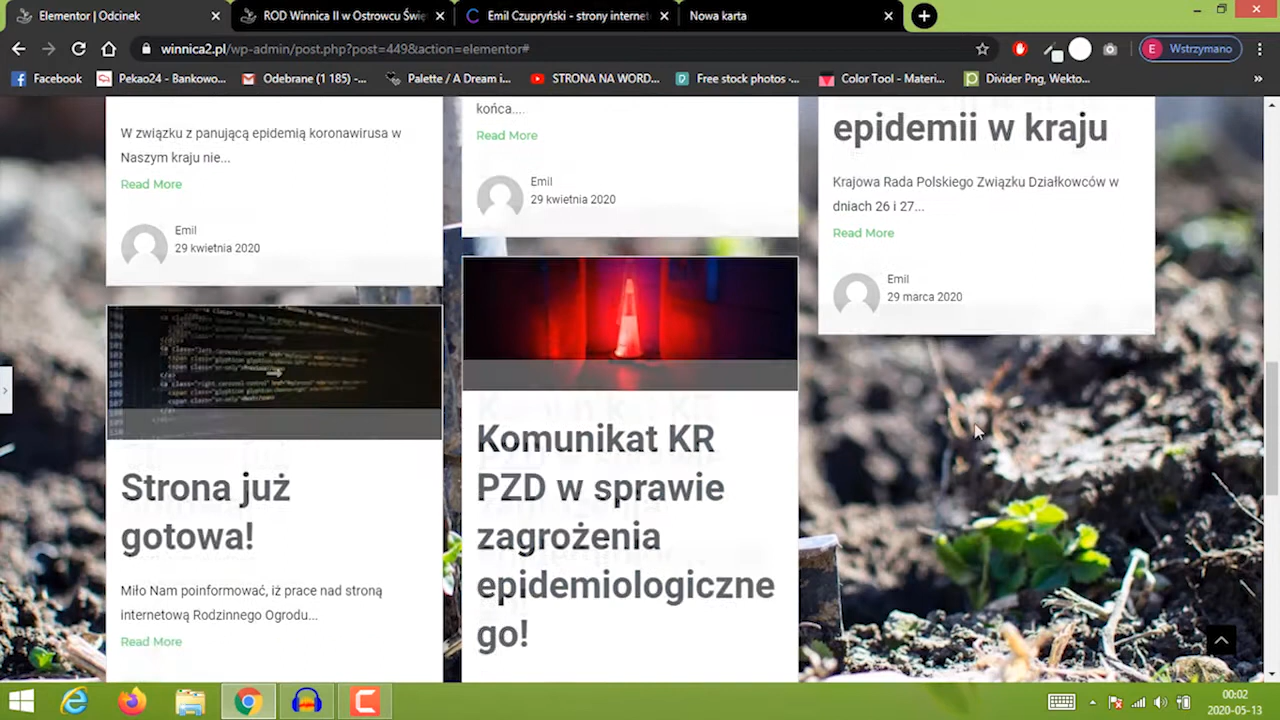 Elementor | Odcinek
ROD Winnica II w Ostrowcu Świę
Emil Czupryński - strony internet
Nowa karta
winnica2.pl/wp-admin/post.php?post=449&action=elementor#
E Wstrzymano
Facebook
Pekao24 - Bankowo...
Odebrane (1 185) -...
Palette / A Dream i...
STRONA NA WORD...
Free stock photos -...
Color Tool - Materi...
Divider Png, Wekto...
W związku z panującą epidemią koronawirusa w
Naszym kraju nie...
Read More
Emil
29 kwietnia 2020
Strona już
gotowa!
Miło Nam poinformować, iż prace nad stroną
internetową Rodzinnego Ogrodu...
Read More
końca....
Read More
Emil
29 kwietnia 2020
Komunikat KR
PZD w sprawie
zagrożenia
epidemiologiczne
go!
epidemii w kraju
Krajowa Rada Polskiego Związku Działkowców w
dniach 26 i 27...
Read More
Emil
29 marca 2020
00:02
2020-05-13